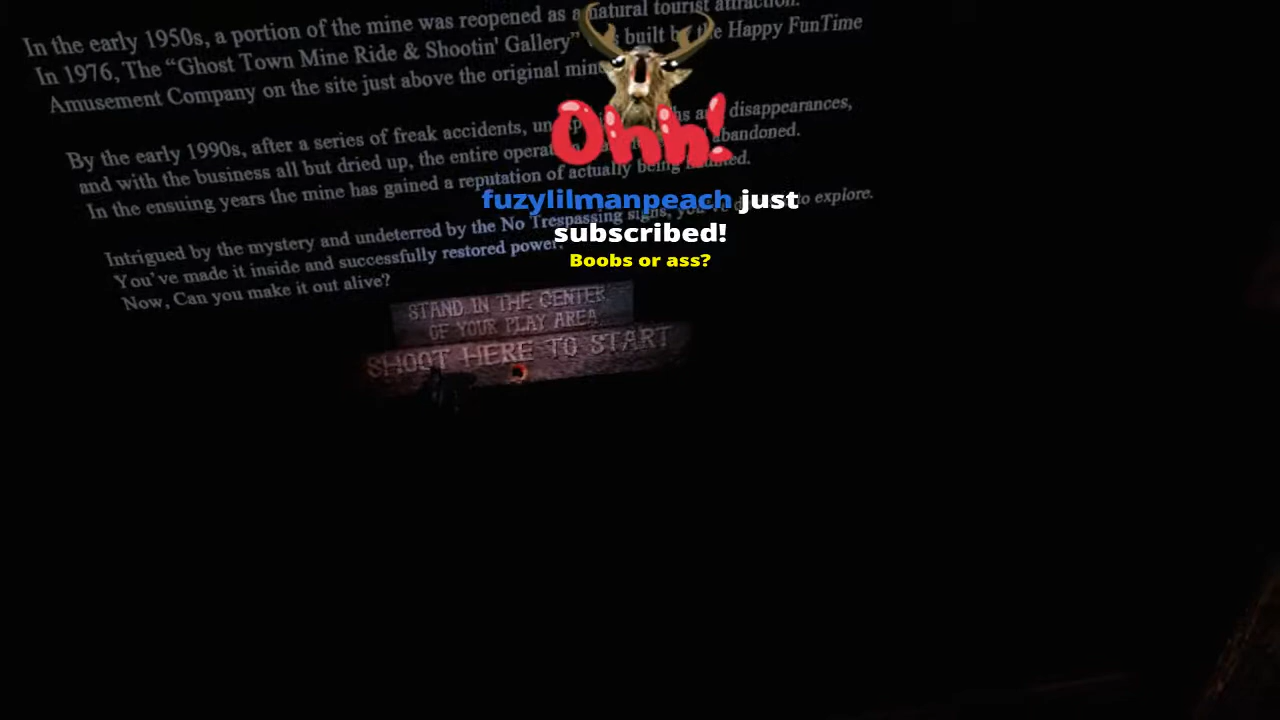 In the early 1950s, a portion of the mine was reopened as a natural tourist attraction.
In 1976, The “Ghost Town Mine Ride & Shootin' Gallery” built by the Happy FunTime
Amusement Company on the site just above the original mine
By the early 1990s, after a series of freak accidents, disappearances,
and with the business all but dried up, the entire abandoned.
In the ensuing years the mine has gained a reputation of actually being haunted.
Intrigued by the mystery and undeterred by the No Trespassing signs, to explore.
You've made it inside and successfully restored power.
Now, Can you make it out alive?
Ohh!
fuzylilmanpeach just
subscribed!
Boobs or ass?
STAND IN THE CENTER
OF YOUR PLAY AREA
SHOOT HERE TO START